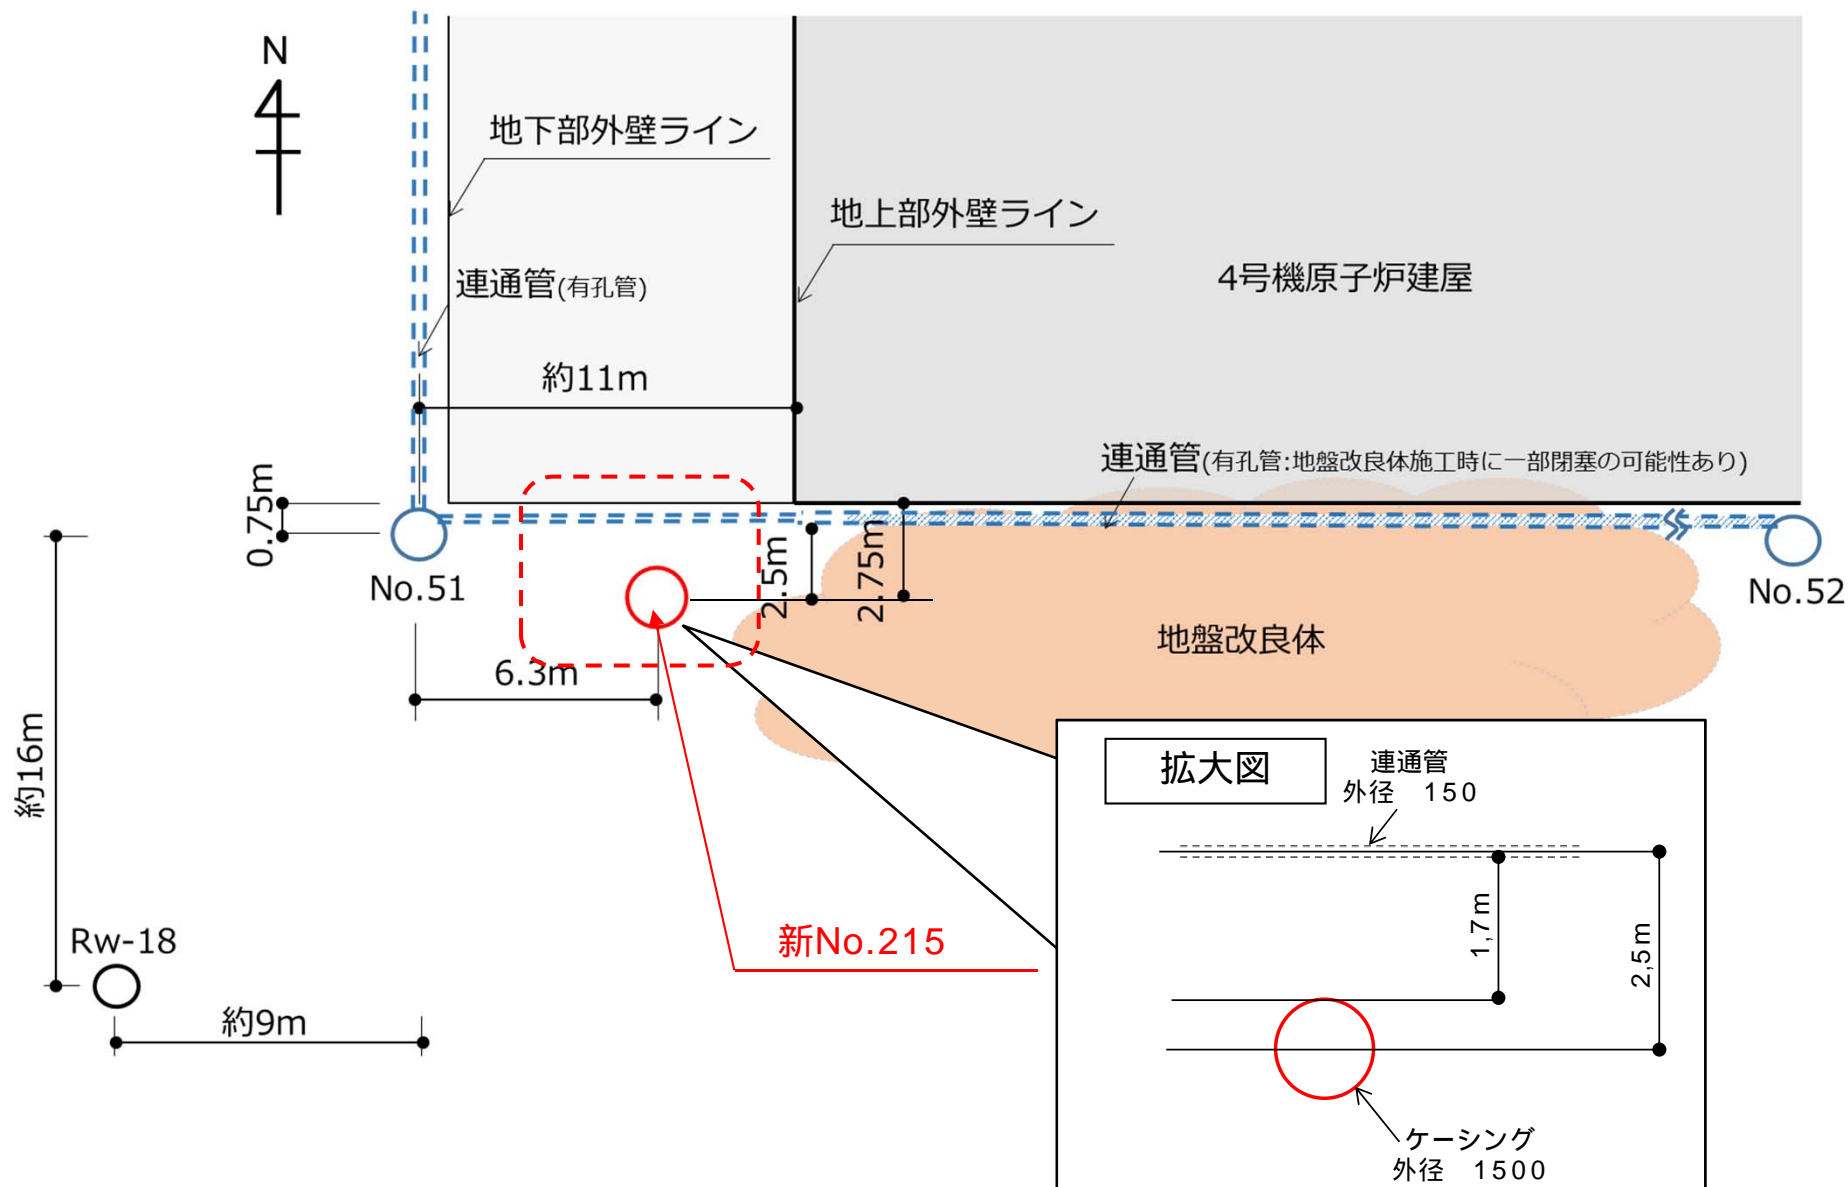 N
地下部外壁ライン
地上部外壁ライン
4号機原子炉建屋
連通管(有孔管)
約11m
連通管(有孔管:地盤改良体施工時に一部閉塞の可能性あり)
0.75m
No.51
2.5m
2.75m
No.52
地盤改良体
6.3m
約16m
拡大図
連通管
外径 150
1,7m
2,5m
新No.215
Rw-18
約9m
ケーシング
外径 1500